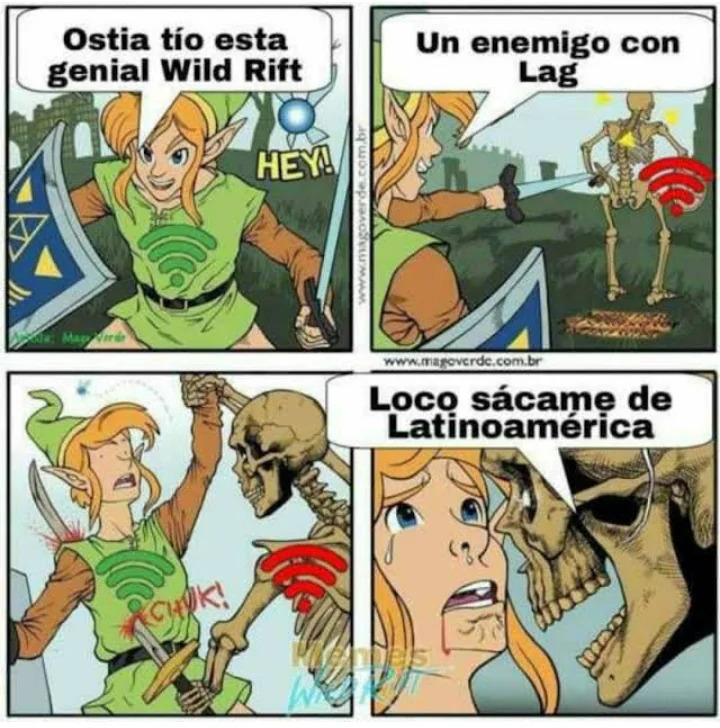 Ostia tío esta
genial Wild Rift
HEY!
www.magoverde.com.br
Un enemigo con
Lag
www.magoverde.com.br
Loco sácame de
Latinoamérica
Memes
WILD RIFT